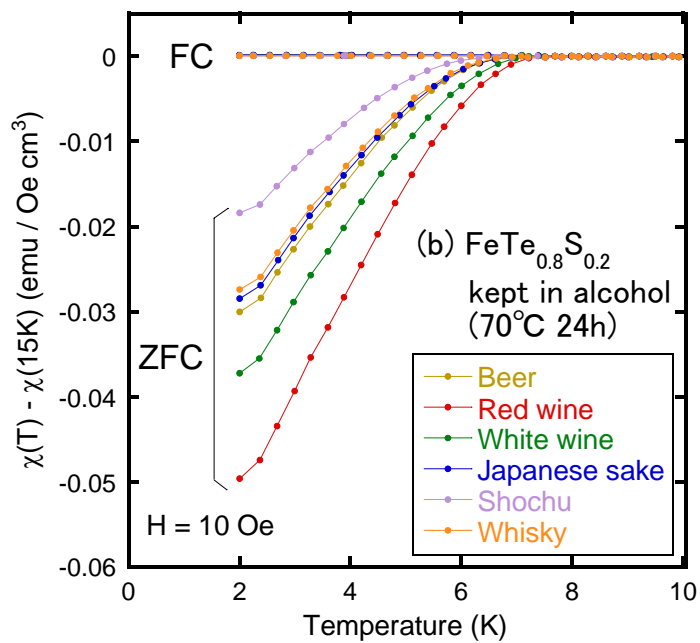 0
-0.01
-0.02
-0.03
-0.04
-0.05
-0.06
χ(T) - χ(15K) (emu / Oe cm³)
FC
ZFC
H = 10 Oe
(b) FeTe₀.₈S₀.₂
kept in alcohol
(70°C 24h)
Beer
Red wine
White wine
Japanese sake
Shochu
Whisky
0 2 4 6 8 10
Temperature (K)